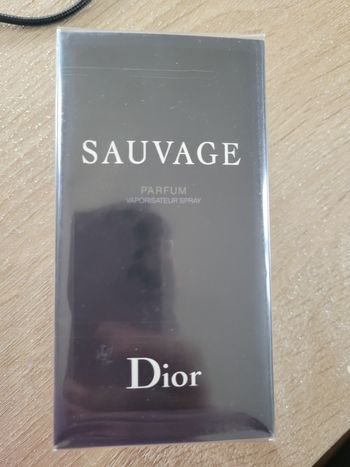 SAUVAGE
PARFUM
VAPORISATEUR SPRAY
Dior